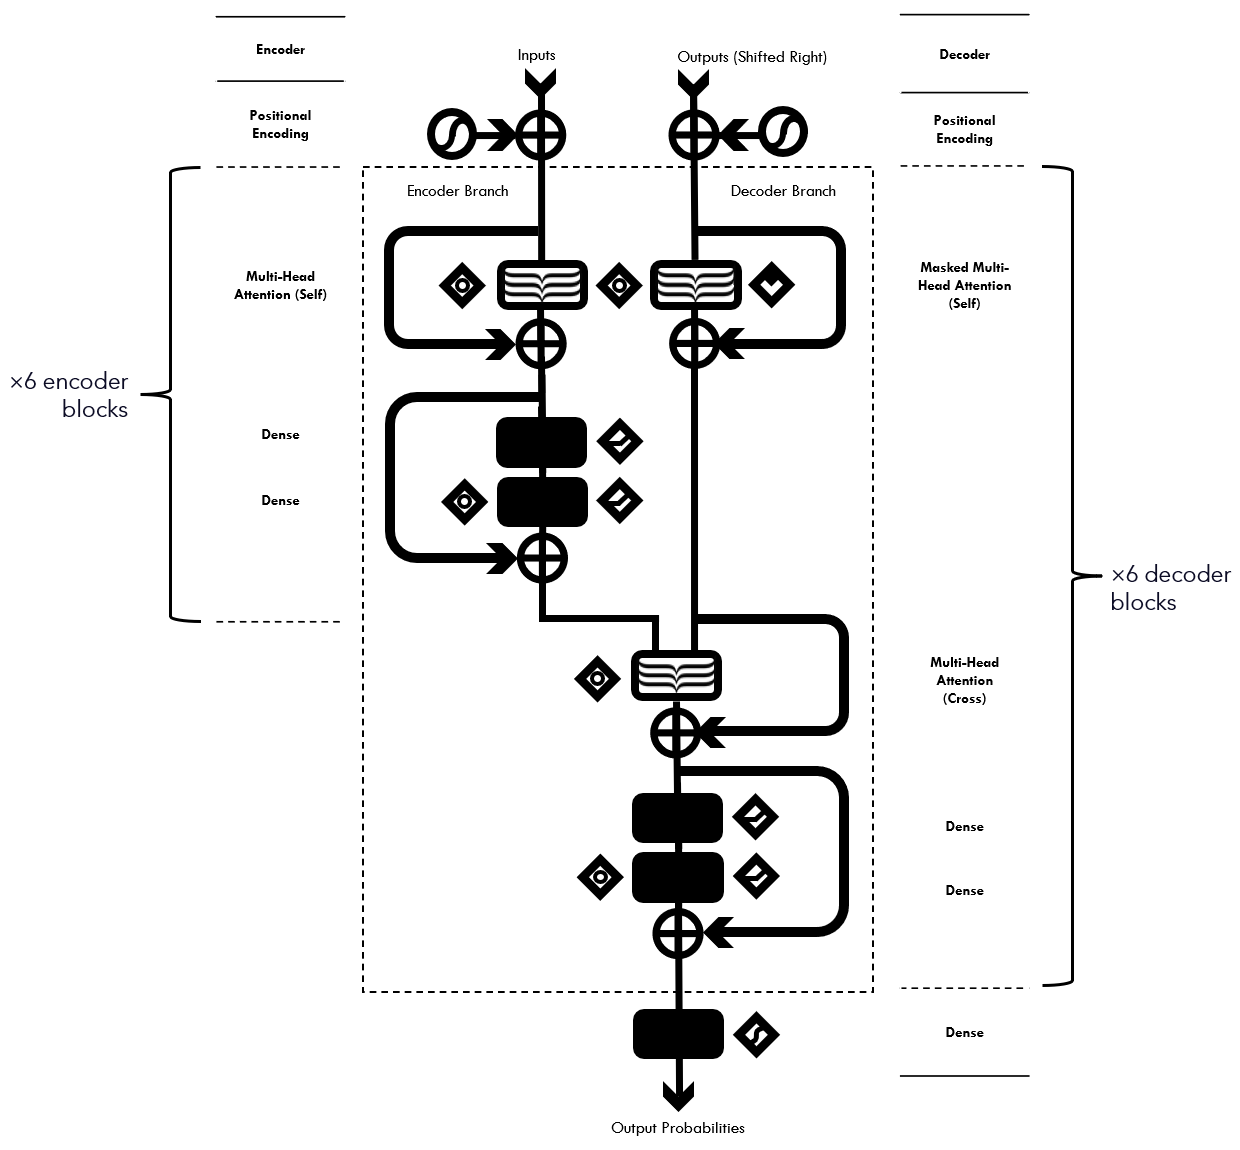 Encoder
Inputs
Outputs (Shifted Right)
Decoder
Positional
Encoding
Positional
Encoding
Encoder Branch
Decoder Branch
Multi-Head
Attention (Self)
Masked Multi-
Head Attention
(Self)
×6 encoder
blocks
Dense
Dense
×6 decoder
blocks
Multi-Head
Attention
(Cross)
Dense
Dense
Dense
Output Probabilities